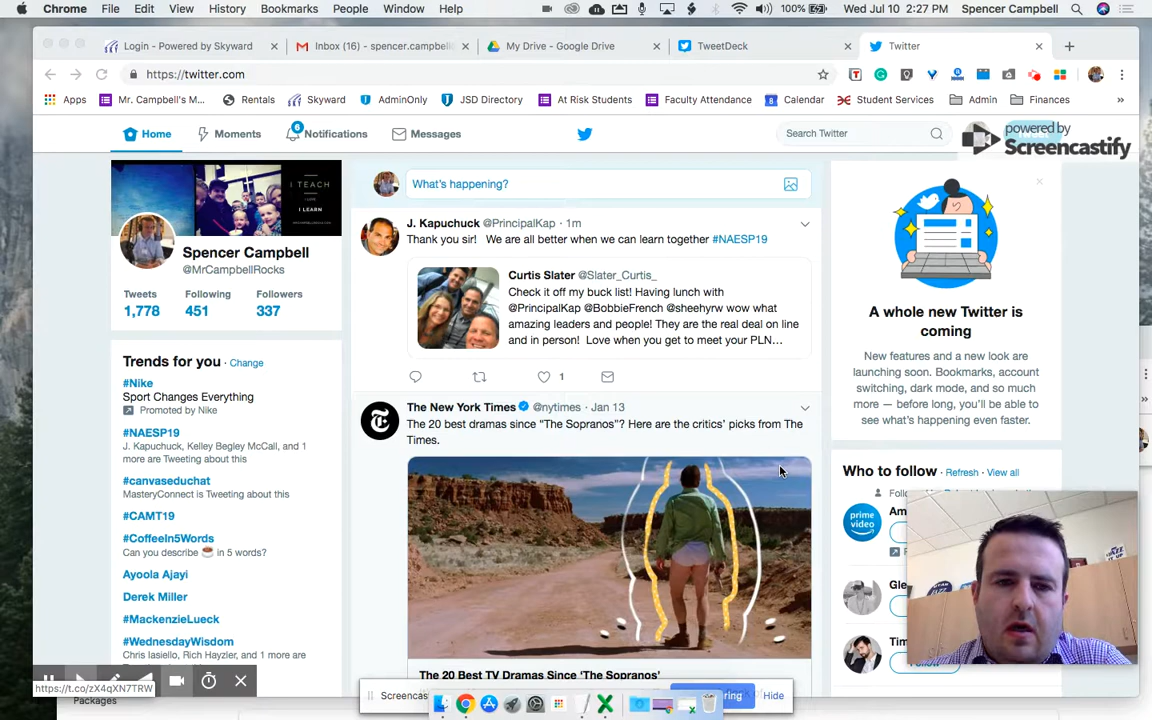 Chrome File Edit View History Bookmarks People Window Help 100% Wed Jul 10 2:27 PM Spencer Campbell
Login - Powered by Skyward Inbox (16) - spencer.campbell My Drive - Google Drive TweetDeck Twitter
https://twitter.com
Apps Mr. Campbell's M... Rentals Skyward AdminOnly JSD Directory At Risk Students Faculty Attendance Calendar Student Services Admin Finances »
Home Moments 6 Notifications Messages Search Twitter
powered by
Screencastify
I TEACH
I LEARN
Spencer Campbell
@MrCampbellRocks
Tweets Following Followers
1,778 451 337
Trends for you · Change
#Nike
Sport Changes Everything
Promoted by Nike
#NAESP19
J. Kapuchuck, Kelley Begley McCall, and 1
more are Tweeting about this
#canvaseduchat
MasteryConnect is Tweeting about this
#CAMT19
#CoffeeIn5Words
Can you describe ☕ in 5 words?
Ayoola Ajayi
Derek Miller
#MackenzieLueck
#WednesdayWisdom
Chris Iasiello, Rich Hayzler, and 1 more are
https://t.co/zX4qXN7TRW
Packages
What's happening?
J. Kapuchuck @PrincipalKap · 1m
Thank you sir! We are all better when we can learn together #NAESP19
Curtis Slater @Slater_Curtis_
Check it off my buck list! Having lunch with
@PrincipalKap @BobbieFrench @sheehyrw wow what
amazing leaders and people! They are the real deal on line
and in person! Love when you get to meet your PLN...
1
The New York Times @nytimes · Jan 13
The 20 best dramas since "The Sopranos"? Here are the critics' picks from The
Times.
The 20 Best TV Dramas Since 'The Sopranos'
Screencas
ring Hide
A whole new Twitter is
coming
New features and a new look are
launching soon. Bookmarks, account
switching, dark mode, and so much
more — before long, you'll be able to
see what's happening even faster.
Who to follow · Refresh · View all
prime
video
Am
Gle
Tim
Follow